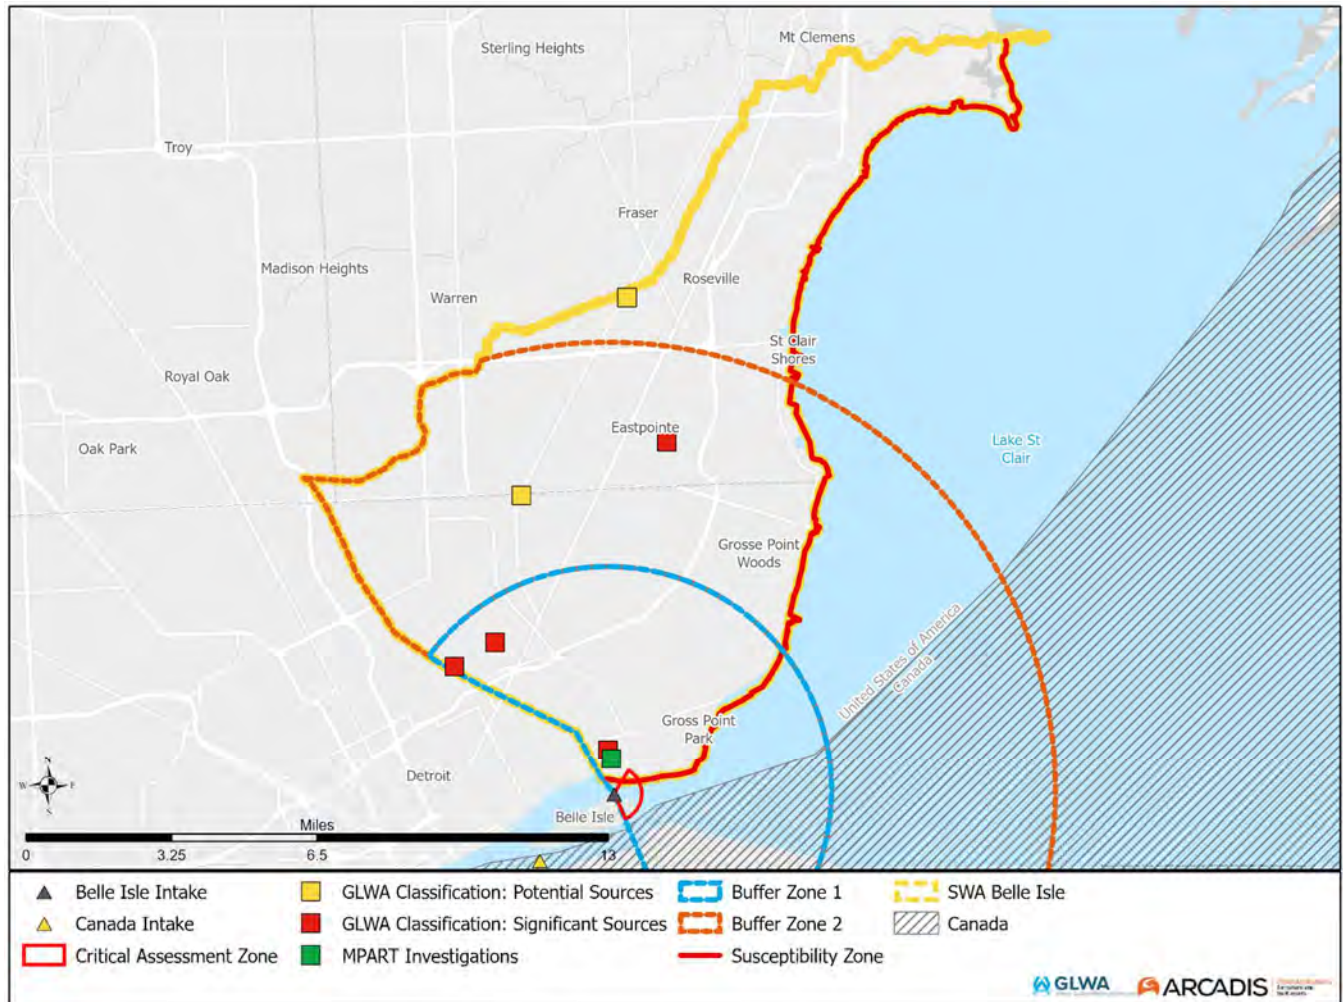 Mt Clemens
Sterling Heights
Troy
Fraser
Madison Heights
Roseville
Warren
St Clair
Shores
Royal Oak
Eastpointe
Oak Park
Lake St
Clair
Grosse Point
Woods
United States of America
Canada
Gross Point
Park
Detroit
N
W
E
S
Belle Isle
Miles
0
3.25
6.5
13
Belle Isle Intake
GLWA Classification: Potential Sources
Buffer Zone 1
SWA Belle Isle
Canada Intake
GLWA Classification: Significant Sources
Buffer Zone 2
Canada
Critical Assessment Zone
MPART Investigations
Susceptibility Zone
GLWA
ARCADIS